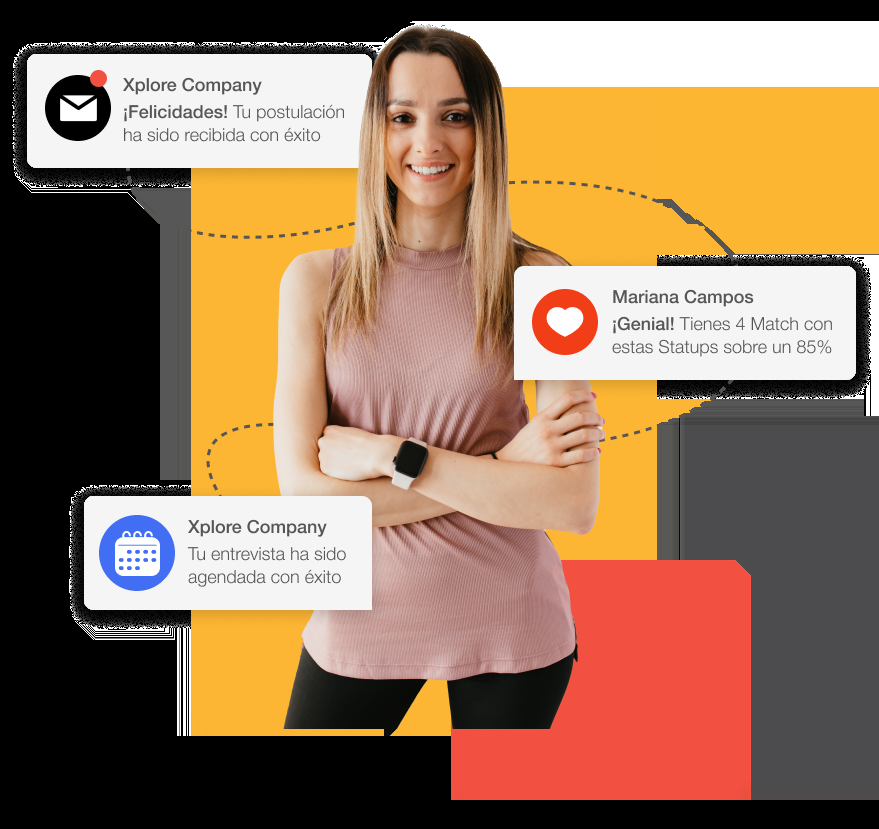 Xplore Company
¡Felicidades! Tu postulación
ha sido recibida con éxito
Mariana Campos
¡Genial! Tienes 4 Match con
estas Statups sobre un 85%
Xplore Company
Tu entrevista ha sido
agendada con éxito